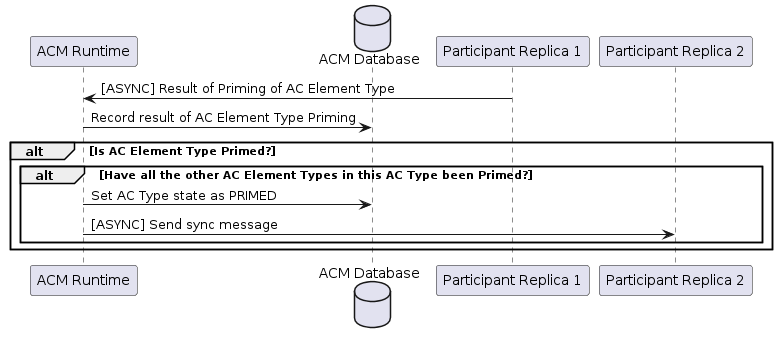 ACM Runtime
ACM Database
Participant Replica 1
Participant Replica 2
[ASYNC] Result of Priming of AC Element Type
Record result of AC Element Type Priming
alt [Is AC Element Type Primed?]
alt [Have all the other AC Element Types in this AC Type been Primed?]
Set AC Type state as PRIMED
[ASYNC] Send sync message
ACM Runtime
ACM Database
Participant Replica 1
Participant Replica 2